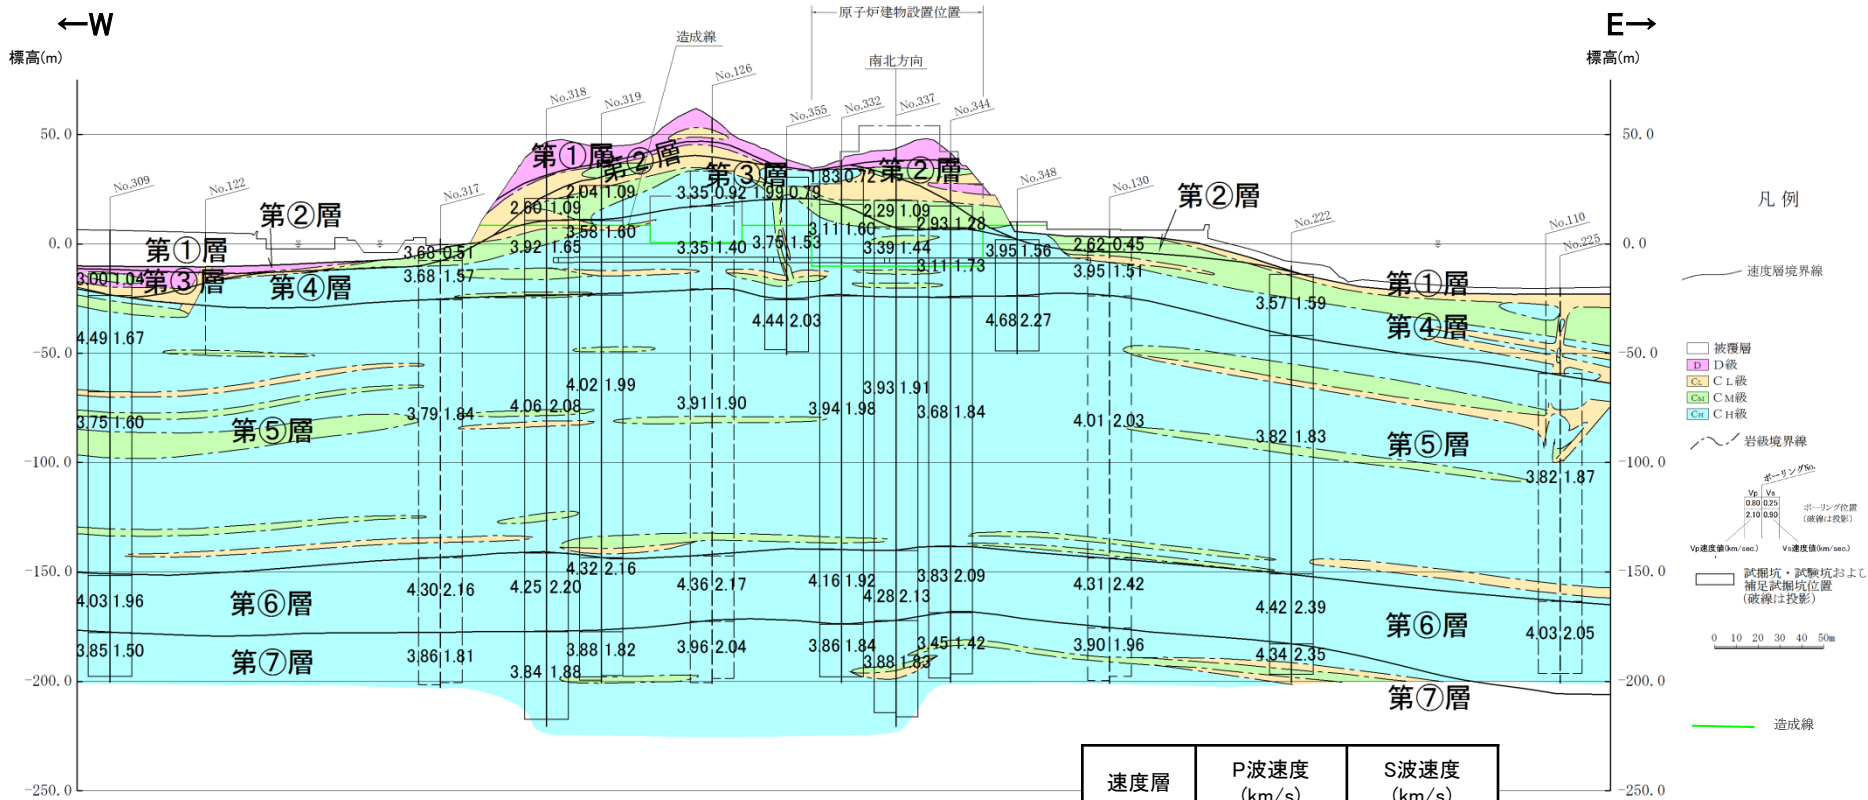 ←W
原子炉建物設置位置
E→
標高(m)
造成線
南北方向
標高(m)
No.309
No.122
No.317
No.318
No.319
No.126
No.355
No.332
No.337
No.344
No.348
No.130
No.222
No.110
No.225
50.0
0.0
-50.0
-100.0
-150.0
-200.0
-250.0
50.0
0.0
-50.0
-100.0
-150.0
-200.0
-250.0
第①層
第②層
第③層
第②層
第②層
第②層
第①層
第③層
第④層
第①層
第④層
第⑤層
第⑤層
第⑥層
第⑥層
第⑦層
第⑦層
3.00 1.04
4.49 1.67
3.75 1.60
4.03 1.96
3.85 1.50
3.68 0.51
3.68 1.57
3.79 1.84
4.30 2.16
3.86 1.81
2.60 1.09
3.92 1.65
4.06 2.08
4.25 2.20
3.84 1.88
2.04 1.09
3.58 1.60
4.02 1.99
4.32 2.16
3.88 1.82
3.35 0.92
3.35 1.40
3.91 1.90
4.36 2.17
3.96 2.04
1.99 0.79
3.75 1.53
4.44 2.03
1.83 0.72
3.11 1.60
3.94 1.98
4.16 1.92
3.86 1.84
2.29 1.09
3.39 1.44
3.93 1.91
4.28 2.13
3.88 1.83
2.93 1.28
3.11 1.73
3.68 1.84
3.83 2.09
3.45 1.42
3.95 1.56
4.68 2.27
2.62 0.45
3.95 1.51
4.01 2.03
4.31 2.42
3.90 1.96
3.57 1.59
3.82 1.83
4.42 2.39
4.34 2.35
3.82 1.87
4.03 2.05
凡例
速度層境界線
被覆層
D D級
CL CL級
CM CM級
CH CH級
岩級境界線
ボーリングNo.
Vp Vs
0.80 0.25
2.10 0.90
ボーリング位置
(破線は投影)
Vp速度値(km/sec.) Vs速度値(km/sec.)
試掘坑・試験坑およ
補足試掘坑位置
(破線は投影)
0 10 20 30 40 50m
造成線
速度層 P波速度 S波速度
(km/s) (km/s)